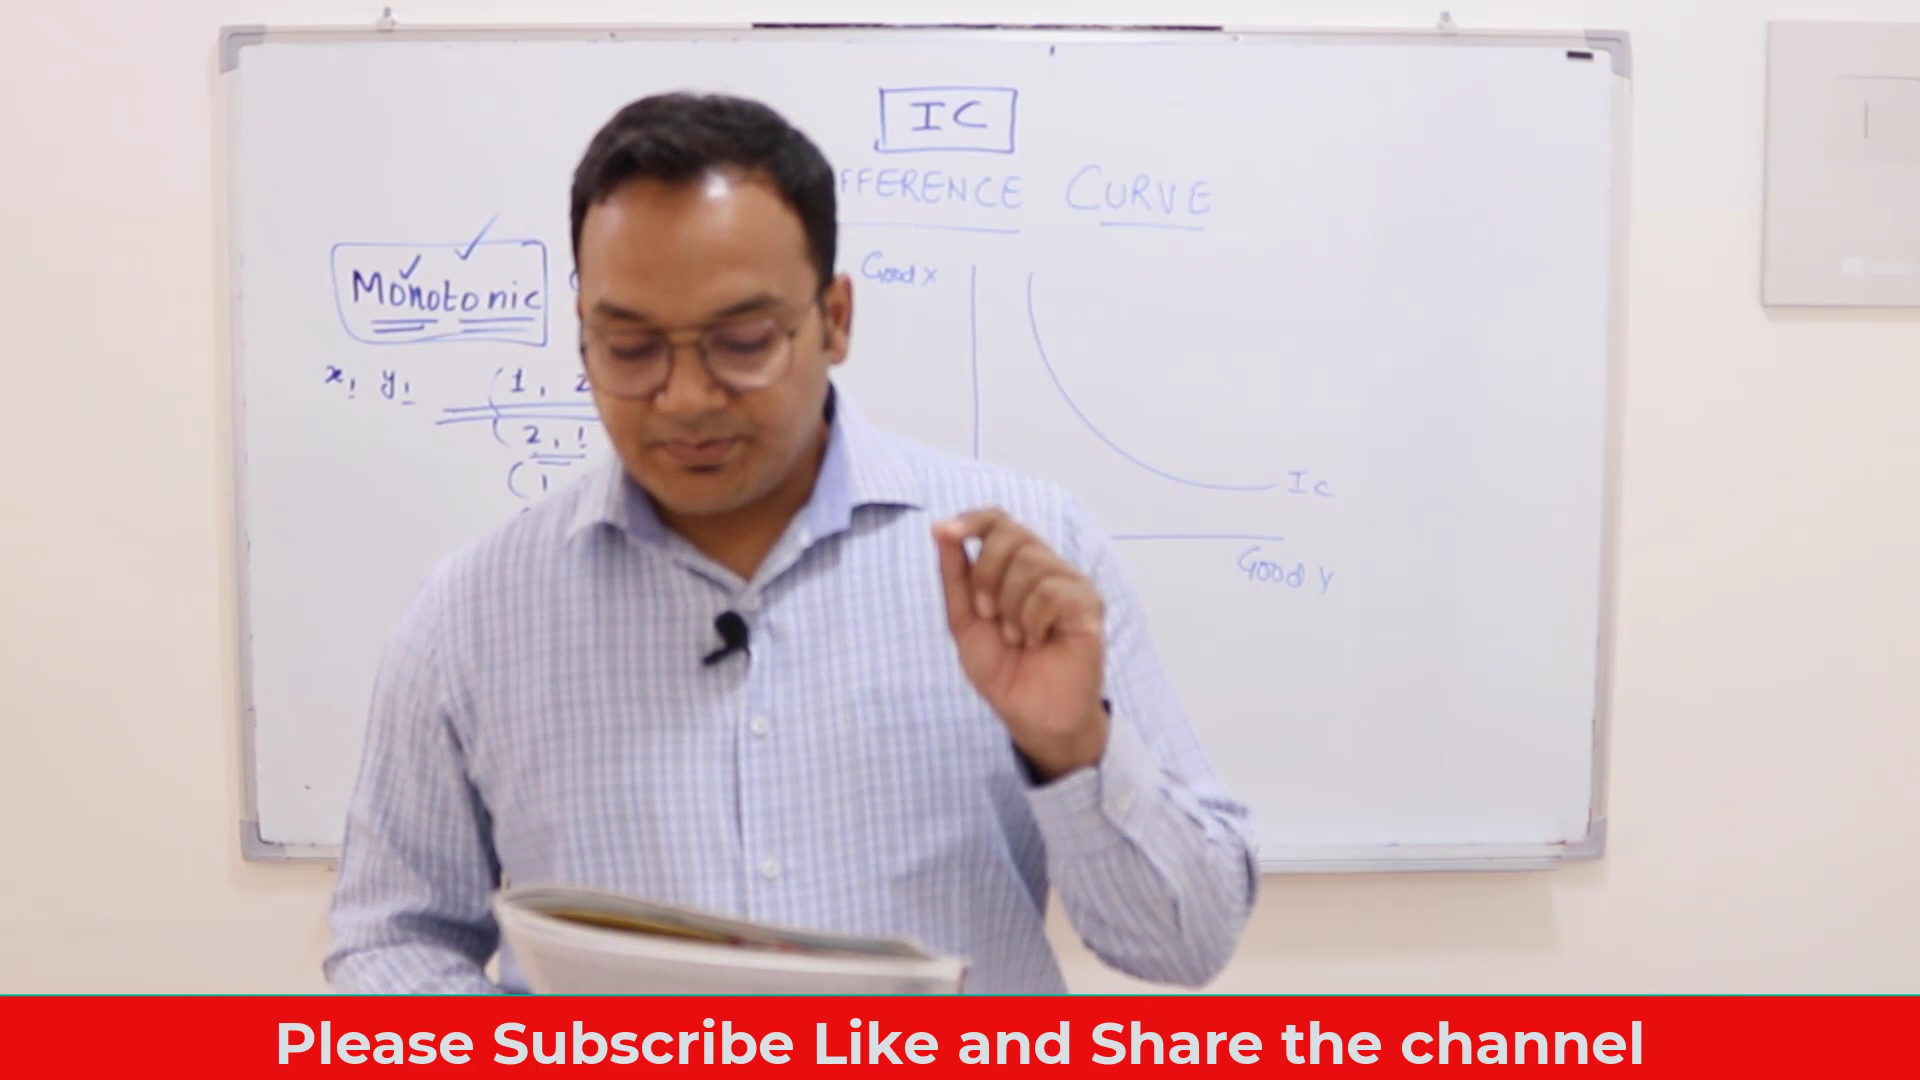 IC
FFERENCE CURVE
Monotonic
Good X
x1 y1 (1, 2
(2, !
(1
Ic
Good Y
Please Subscribe Like and Share the channel